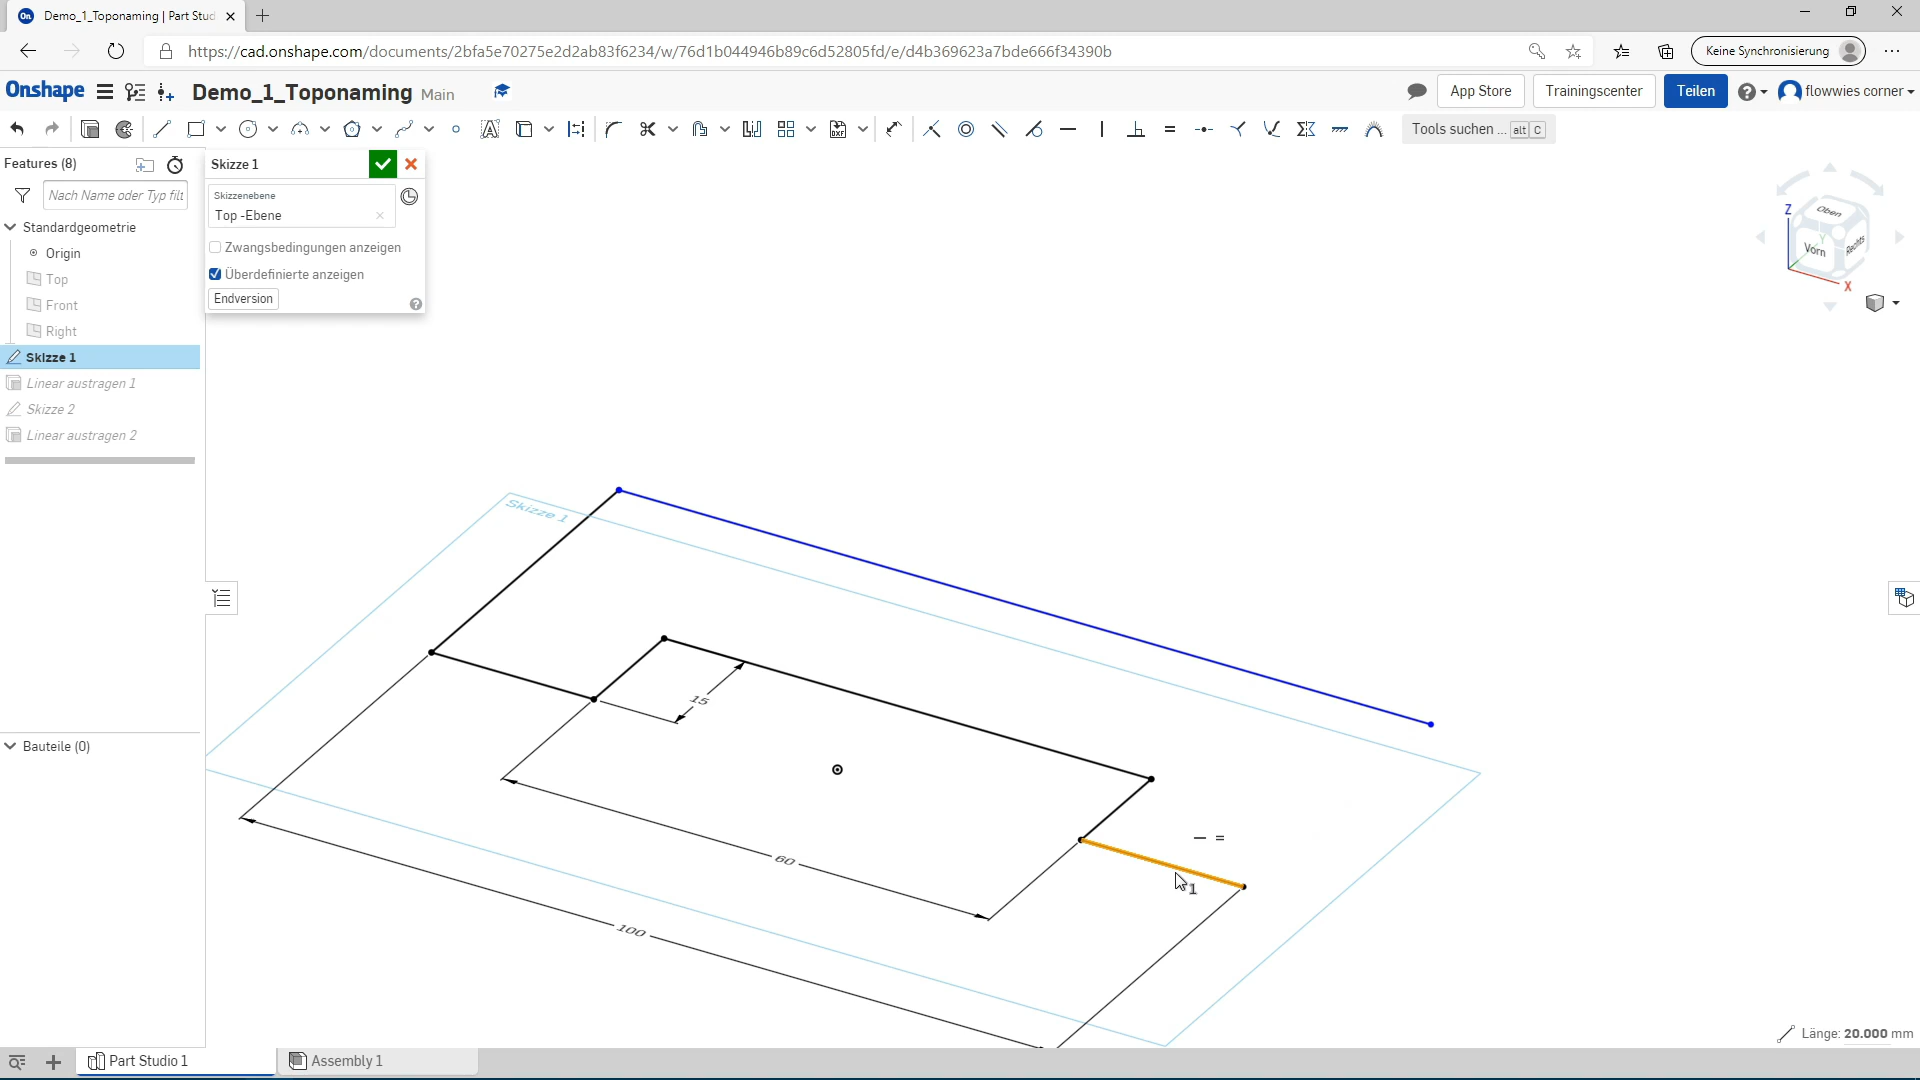 Demo_1_Toponaming | Part Stud
https://cad.onshape.com/documents/2bfa5e70275e2d2ab83f6234/w/76d1b044946b89c6d52805fd/e/d4b369623a7bde666f34390b
Keine Synchronisierung
Onshape
Demo_1_Toponaming Main
App Store
Trainingscenter
Teilen
flowwies corner
Tools suchen ... alt C
Features (8)
Nach Name oder Typ filt
Standardgeometrie
Origin
Top
Front
Right
Skizze 1
Linear austragen 1
Skizze 2
Linear austragen 2
Skizze 1
Skizzenebene
Top -Ebene
Zwangsbedingungen anzeigen
Überdefinierte anzeigen
Endversion
Oben
Vorn
Rechts
Z
Y
X
Skizze 1
15
60
100
1
Bauteile (0)
Länge: 20.000 mm
Part Studio 1
Assembly 1